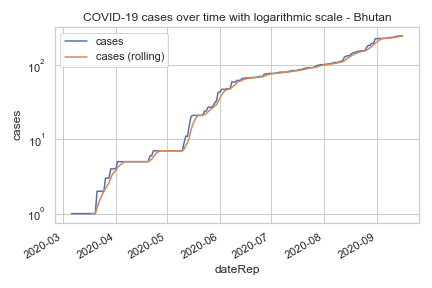 COVID-19 cases over time with logarithmic scale - Bhutan
cases
cases (rolling)
10²
10¹
10⁰
cases
2020-03
2020-04
2020-05
2020-06
2020-07
2020-08
2020-09
dateRep